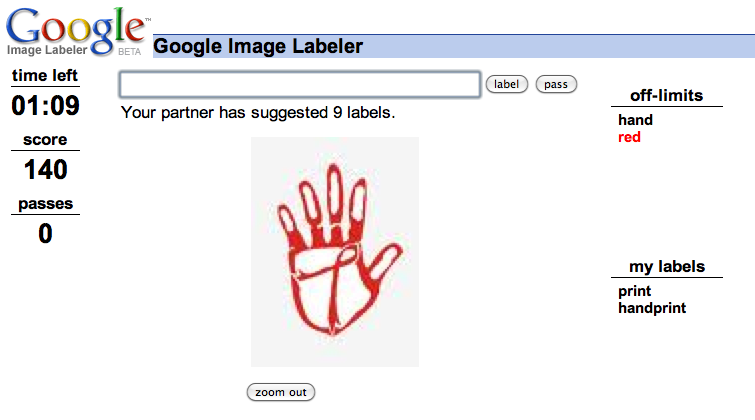 Google™
Image Labeler BETA
Google Image Labeler
time left
01:09
score
140
passes
0
label
pass
Your partner has suggested 9 labels.
zoom out
off-limits
hand
red
my labels
print
handprint